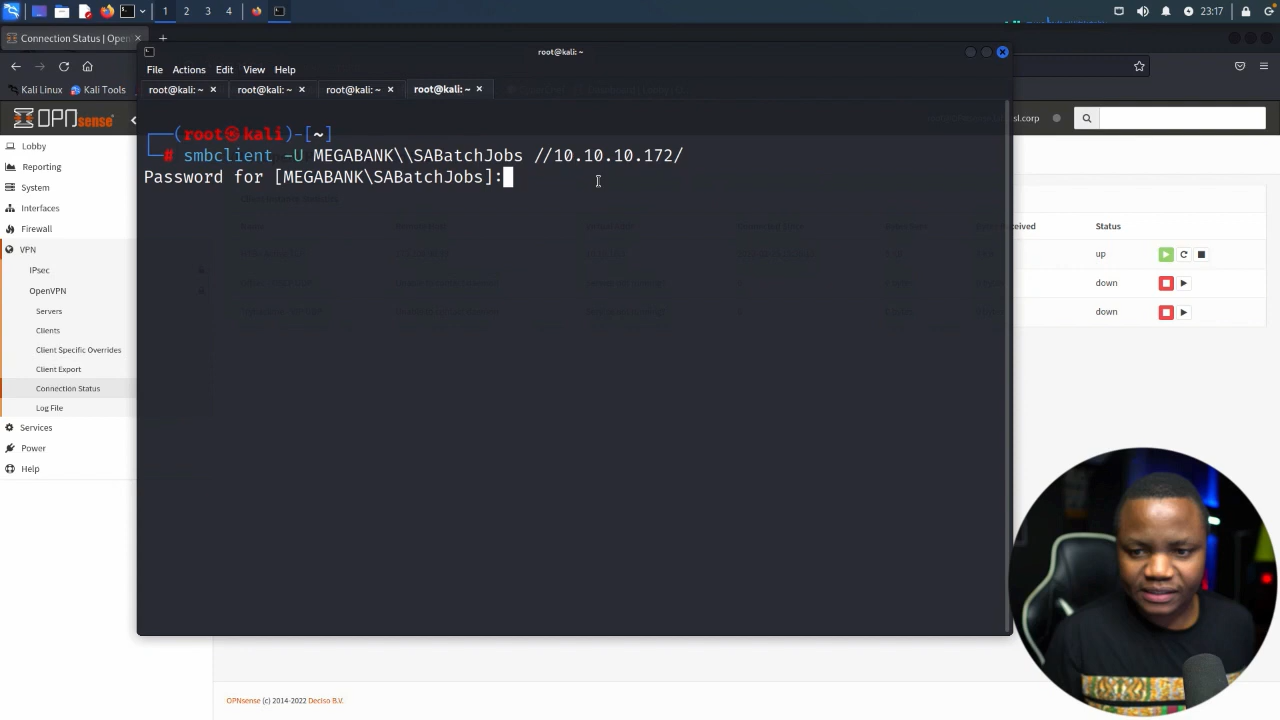 1 2 3 4
23:17
Connection Status | Open
root@kali: ~
File Actions Edit View Help
root@kali: ~ root@kali: ~ root@kali: ~ root@kali: ~
Kali Linux Kali Tools
OPNsense
sl.corp
┌──(root㉿kali)-[~]
└─# smbclient -U MEGABANK\\SABatchJobs //10.10.10.172/
Password for [MEGABANK\SABatchJobs]:
Lobby
Reporting
System
Interfaces
Firewall
VPN
IPsec
OpenVPN
Servers
Clients
Client Specific Overrides
Client Export
Connection Status
Log File
Services
Power
Help
Status
up
down
down
OPNsense (c) 2014-2022 Deciso B.V.